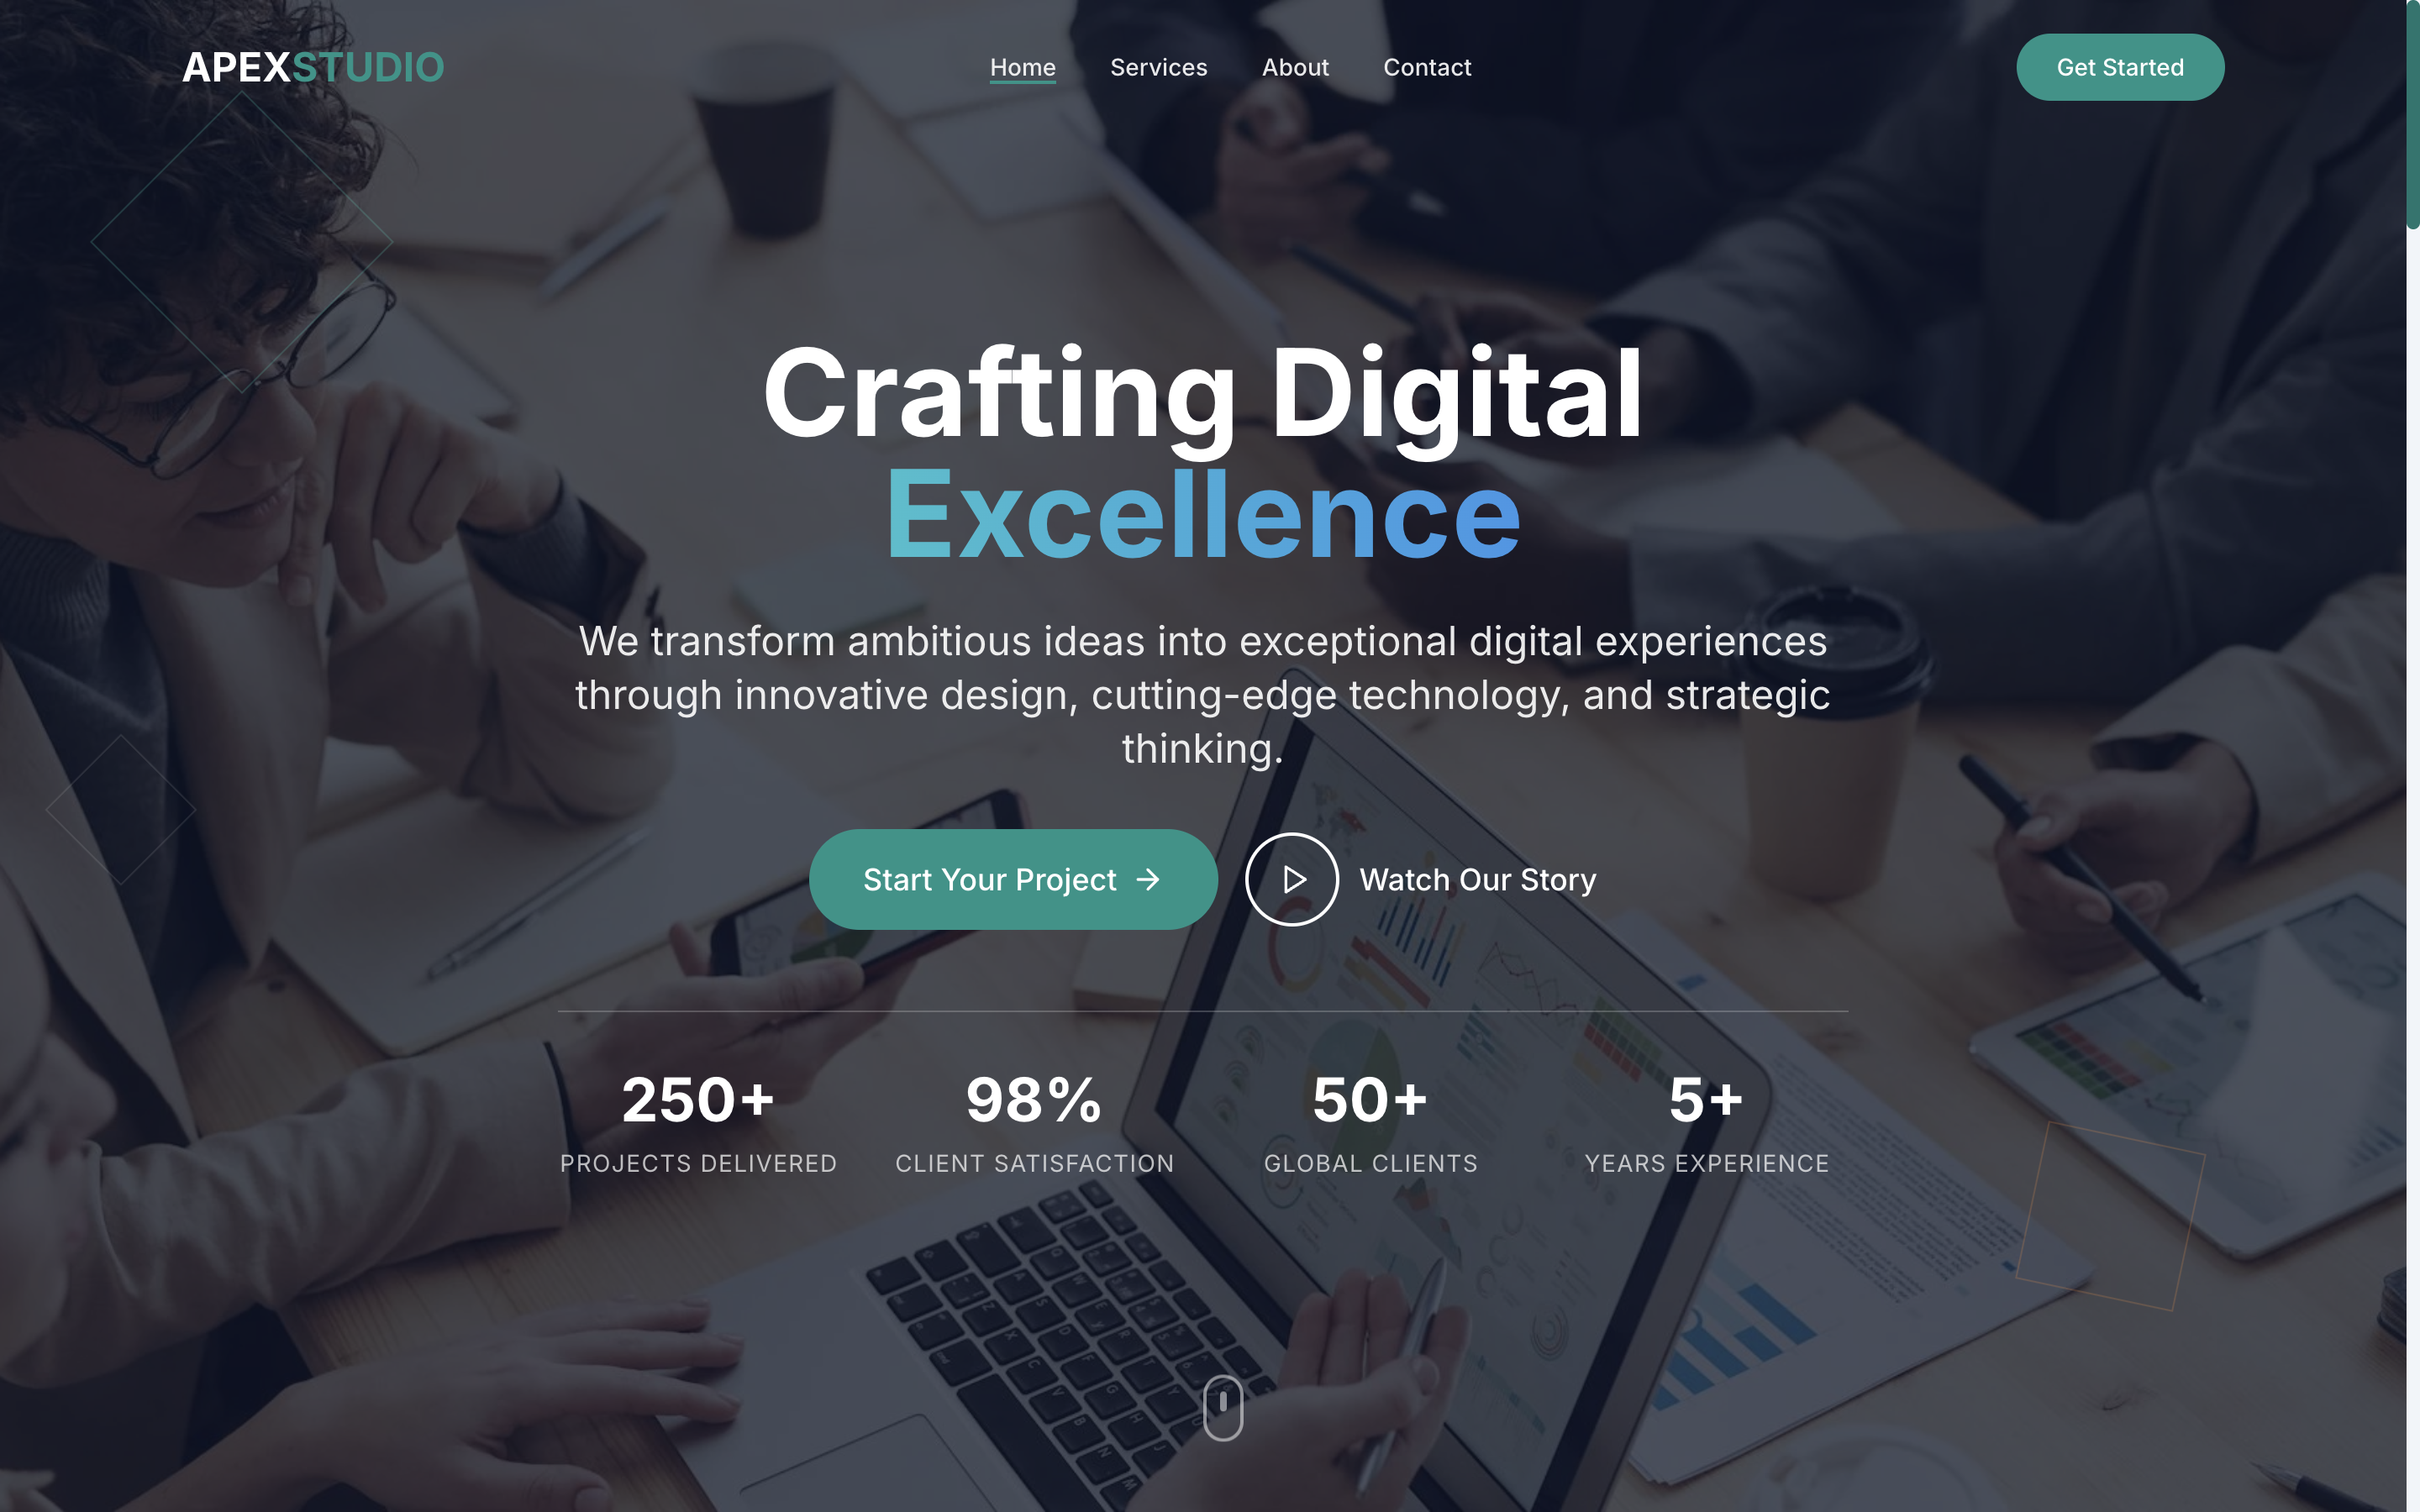 APEXSTUDIO
Home Services About Contact
Get Started
Crafting Digital
Excellence
We transform ambitious ideas into exceptional digital experiences
through innovative design, cutting-edge technology, and strategic
thinking.
Start Your Project
Watch Our Story
250+ 98% 50+ 5+
PROJECTS DELIVERED CLIENT SATISFACTION GLOBAL CLIENTS YEARS EXPERIENCE